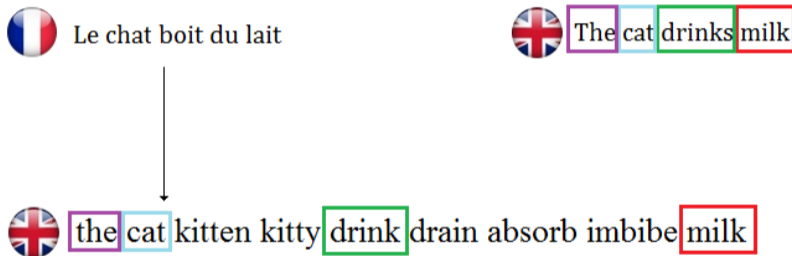 Le chat boit du lait
The cat drinks milk
the cat kitten kitty drink drain absorb imbibe milk